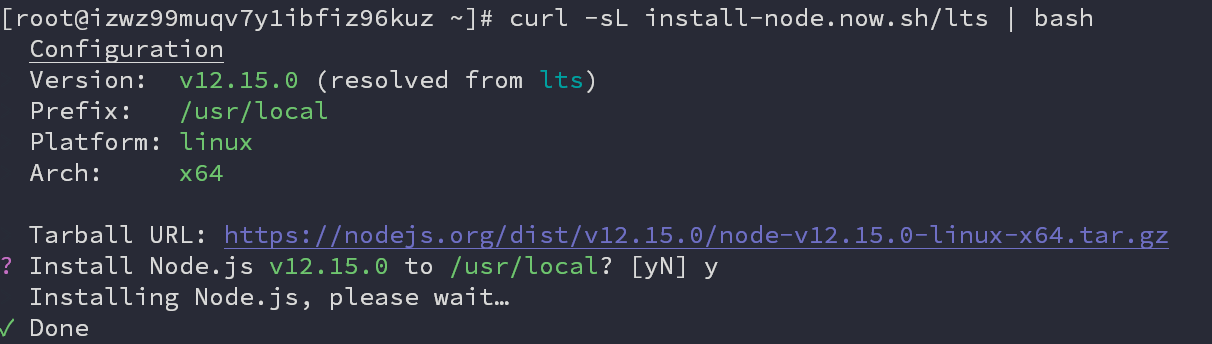 [root@izwz99muqv7y1ibfiz96kuz ~]# curl -sL install-node.now.sh/lts | bash
  Configuration
  Version:  v12.15.0 (resolved from lts)
  Prefix:   /usr/local
  Platform: linux
  Arch:     x64

  Tarball URL: https://nodejs.org/dist/v12.15.0/node-v12.15.0-linux-x64.tar.gz
? Install Node.js v12.15.0 to /usr/local? [yN] y
  Installing Node.js, please wait…
✓ Done